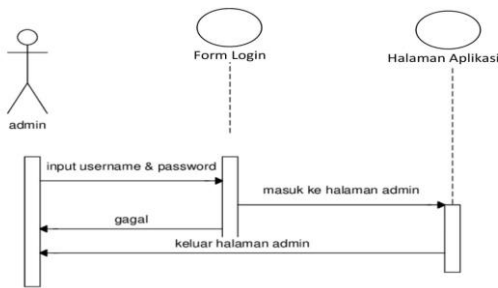 Form Login
Halaman Aplikasi
admin
input username & password
masuk ke halaman admin
gagal
keluar halaman admin